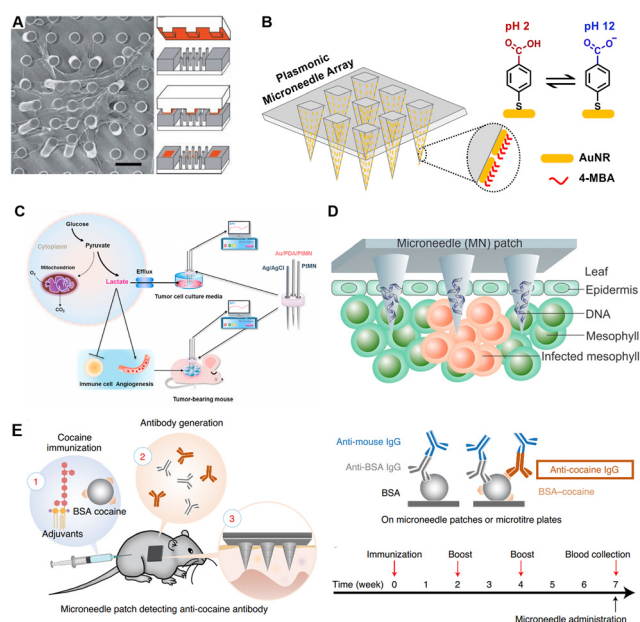 A
B
Plasmonic
Microneedle Array
pH 2
pH 12
O
C
OH
O
C
O⁻
S
S
AuNR
4-MBA
C
Glucose
Cytoplasm
Pyruvate
Mitochondrion
O₂
CO₂
Lactate
Efflux
Tumor cell culture media
Au/PDA/PtMN
Ag/AgCl
PtMN
Immune cell
Angiogenesis
Tumor-bearing mouse
D
Microneedle (MN) patch
Leaf
Epidermis
DNA
Mesophyll
Infected mesophyll
E
Cocaine
immunization
1
BSA cocaine
Adjuvants
Antibody generation
2
3
Microneedle patch detecting anti-cocaine antibody
Anti-mouse IgG
Anti-BSA IgG
BSA
Anti-cocaine IgG
BSA–cocaine
On microneedle patches or microtitre plates
Immunization
Boost
Boost
Blood collection
Time (week)
0
1
2
3
4
5
6
7
Microneedle administration